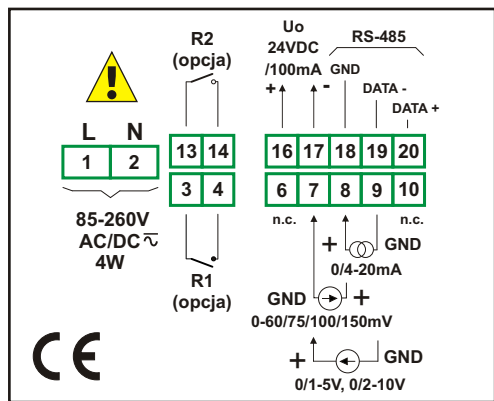 R2
(opcja)
Uo
24VDC
/100mA
+
-
RS-485
GND
DATA -
DATA +
L N
1 2
13 14
3 4
16 17 18 19 20
6 7 8 9 10
n.c.
n.c.
85-260V
AC/DC
4W
R1
(opcja)
+ GND
0/4-20mA
GND +
0-60/75/100/150mV
+ GND
0/1-5V, 0/2-10V
CE